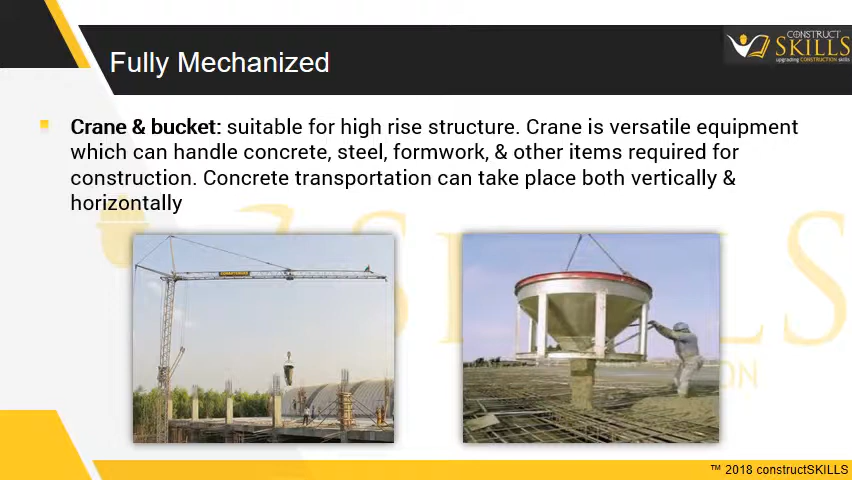 CONSTRUCT
SKILLS
upgrading CONSTRUCTION skills
Fully Mechanized
Crane & bucket: suitable for high rise structure. Crane is versatile equipment
which can handle concrete, steel, formwork, & other items required for
construction. Concrete transportation can take place both vertically &
horizontally
™ 2018 constructSKILLS